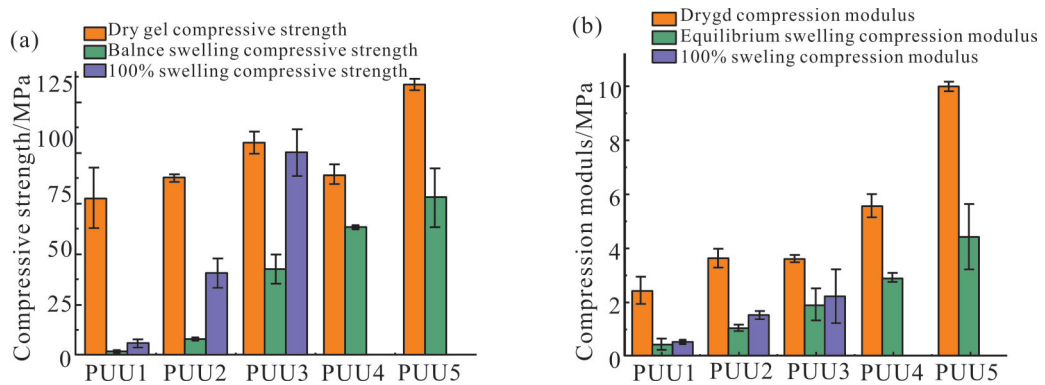 (a)
Dry gel compressive strength
Balnce swelling compressive strength
100% swelling compressive strength
Compressive strength/MPa
125
100
75
50
25
0
PUU1 PUU2 PUU3 PUU4 PUU5
(b)
Drygd compression modulus
Equilibrium swelling compression modulus
100% sweling compression modulus
Compression moduls/MPa
10
8
6
4
2
0
PUU1 PUU2 PUU3 PUU4 PUU5